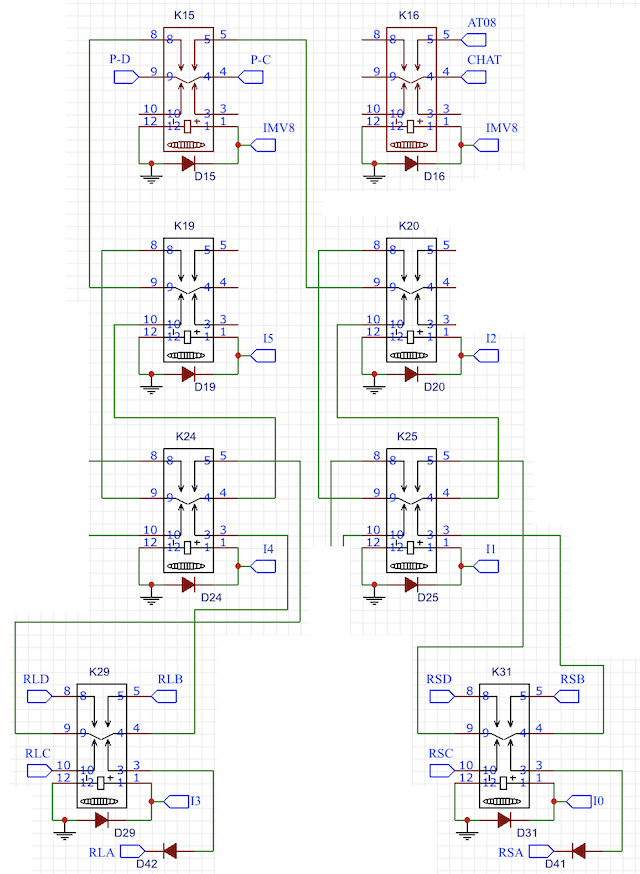 K15 K16
8 8 5 5 8 8 5 5 AT08
P-D 9 9 4 4 P-C 9 9 4 4 CHAT
10 10 3 3 10 10 3 3
12 12 + 1 1 IMV8 12 12 + 1 1 IMV8
D15 D16
K19 K20
8 8 5 5 8 8 5 5
9 9 4 4 9 9 4 4
10 10 3 3 10 10 3 3
12 12 + 1 1 I5 12 12 + 1 1 I2
D19 D20
K24 K25
8 8 5 5 8 8 5 5
9 9 4 4 9 9 4 4
10 10 3 3 10 10 3 3
12 12 + 1 1 I4 12 12 + 1 1 I1
D24 D25
K29 K31
RLD 8 8 5 5 RLB RSD 8 8 5 5 RSB
9 9 4 4 9 9 4 4
RLC 10 10 3 3 RSC 10 10 3 3
12 12 + 1 1 I3 12 12 + 1 1 I0
D29 D31
RLA D42 RSA D41